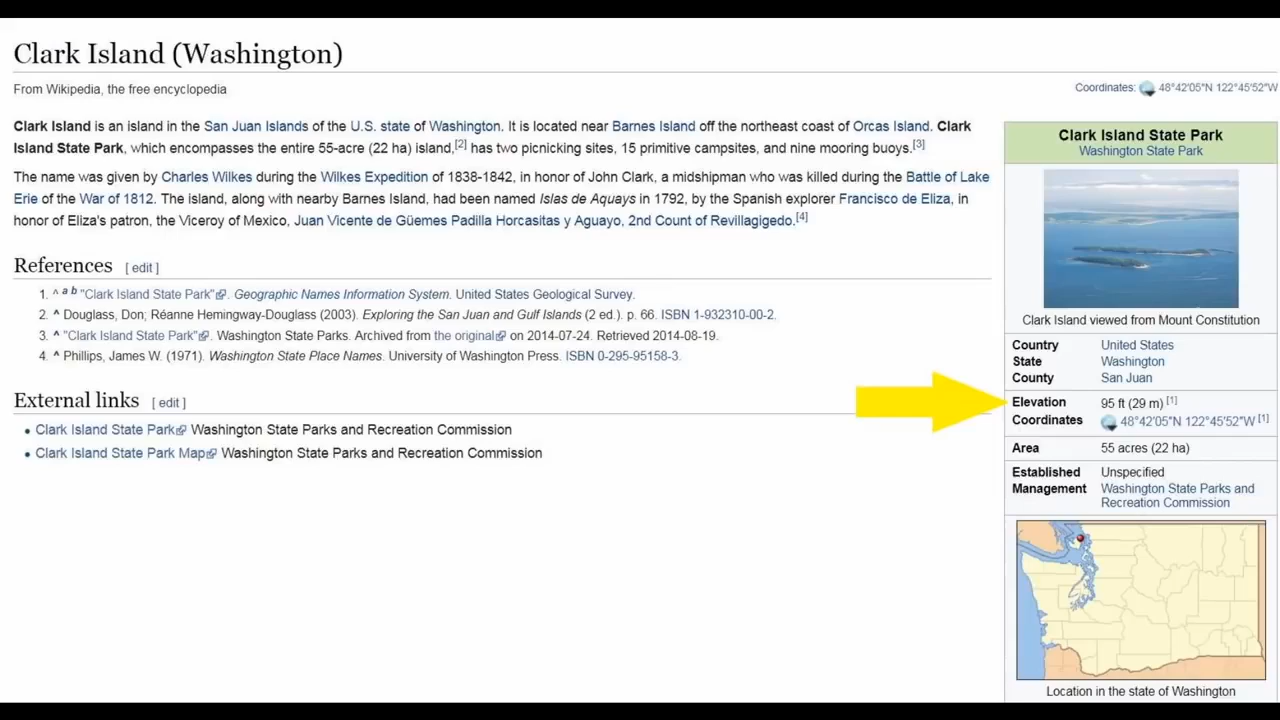 Clark Island (Washington)
From Wikipedia, the free encyclopedia
Coordinates: 48°42′05″N 122°45′52″W
Clark Island is an island in the San Juan Islands of the U.S. state of Washington. It is located near Barnes Island off the northeast coast of Orcas Island. Clark
Island State Park, which encompasses the entire 55-acre (22 ha) island,[2] has two picnicking sites, 15 primitive campsites, and nine mooring buoys.[3]
The name was given by Charles Wilkes during the Wilkes Expedition of 1838-1842, in honor of John Clark, a midshipman who was killed during the Battle of Lake
Erie of the War of 1812. The Island, along with nearby Barnes Island, had been named Islas de Aquays in 1792, by the Spanish explorer Francisco de Eliza, in
honor of Eliza's patron, the Viceroy of Mexico, Juan Vicente de Güemes Padilla Horcasitas y Aguayo, 2nd Count of Revillagigedo.[4]
References [ edit ]
1. ^ a b "Clark Island State Park". Geographic Names Information System. United States Geological Survey.
2. ^ Douglass, Don; Réanne Hemingway-Douglass (2003). Exploring the San Juan and Gulf Islands (2 ed.). p. 66. ISBN 1-932310-00-2.
3. ^ "Clark Island State Park". Washington State Parks. Archived from the original on 2014-07-24. Retrieved 2014-08-19.
4. ^ Phillips, James W. (1971). Washington State Place Names. University of Washington Press. ISBN 0-295-95158-3.
External links [ edit ]
• Clark Island State Park Washington State Parks and Recreation Commission
• Clark Island State Park Map Washington State Parks and Recreation Commission
Clark Island State Park
Washington State Park
Clark Island viewed from Mount Constitution
Country United States
State Washington
County San Juan
Elevation 95 ft (29 m) [1]
Coordinates 48°42′05″N 122°45′52″W [1]
Area 55 acres (22 ha)
Established Unspecified
Management Washington State Parks and
Recreation Commission
Location in the state of Washington